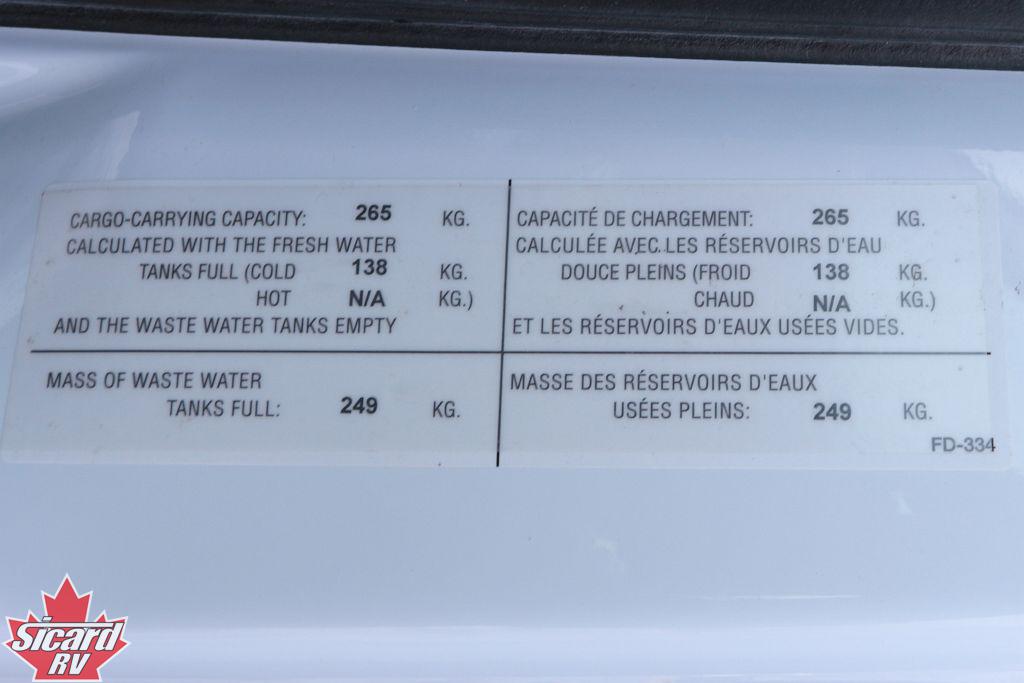 CARGO-CARRYING CAPACITY: 265 KG.
CALCULATED WITH THE FRESH WATER
TANKS FULL (COLD 138 KG.
HOT N/A KG.)
AND THE WASTE WATER TANKS EMPTY
MASS OF WASTE WATER
TANKS FULL: 249 KG.
CAPACITÉ DE CHARGEMENT: 265 KG.
CALCULÉE AVEC LES RÉSERVOIRS D'EAU
DOUCE PLEINS (FROID 138 KG.
CHAUD N/A KG.)
ET LES RÉSERVOIRS D'EAUX USÉES VIDES.
MASSE DES RÉSERVOIRS D'EAUX
USÉES PLEINS: 249 KG.
FD-334
Sicard
RV